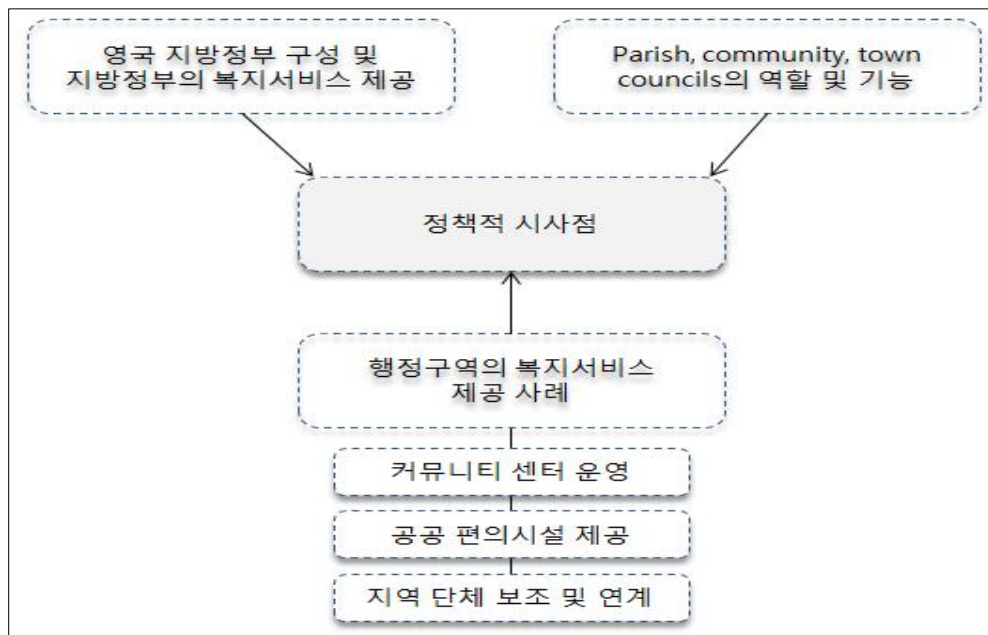 영국 지방정부 구성 및
지방정부의 복지서비스 제공
Parish, community, town
councils의 역할 및 기능
정책적 시사점
행정구역의 복지서비스
제공 사례
커뮤니티 센터 운영
공공 편의시설 제공
지역 단체 보조 및 연계